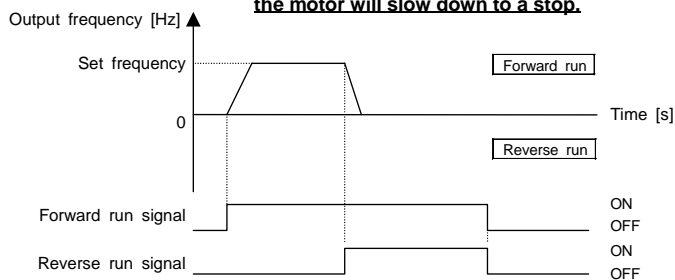 the motor will slow down to a stop.
Output frequency [Hz]
Set frequency
Forward run
0
Time [s]
Reverse run
Forward run signal
ON
OFF
Reverse run signal
ON
OFF